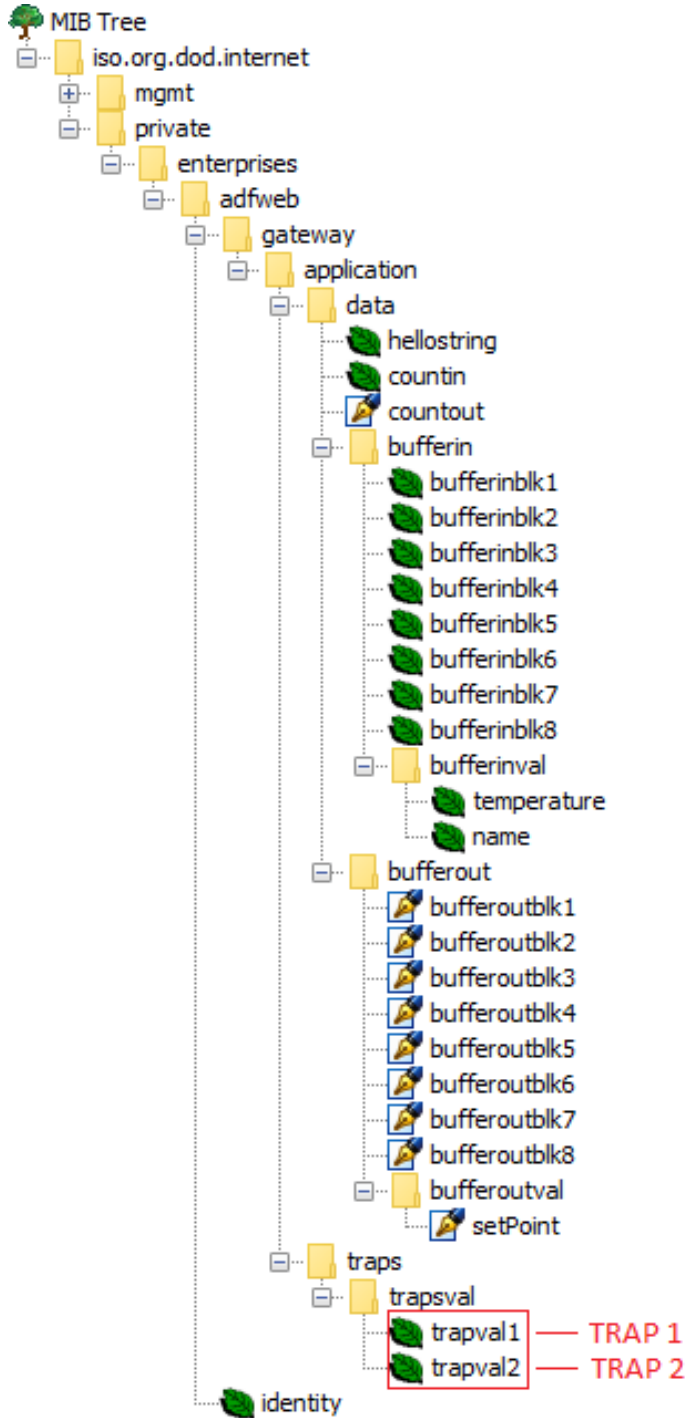 MIB Tree
iso.org.dod.internet
mgmt
private
enterprises
adfweb
gateway
application
data
hellostring
countin
countout
bufferin
bufferinblk1
bufferinblk2
bufferinblk3
bufferinblk4
bufferinblk5
bufferinblk6
bufferinblk7
bufferinblk8
bufferinval
temperature
name
bufferout
bufferoutblk1
bufferoutblk2
bufferoutblk3
bufferoutblk4
bufferoutblk5
bufferoutblk6
bufferoutblk7
bufferoutblk8
bufferoutval
setPoint
traps
trapsval
trapval1 TRAP 1
trapval2 TRAP 2
identity